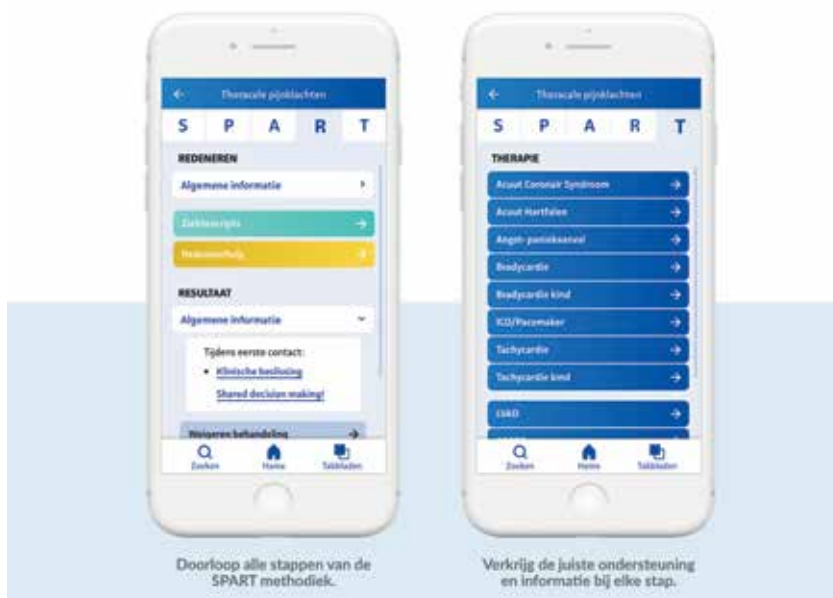 Thoracale pijnklachten
S P A R T
REDENEREN
Algemene informatie
Ziektescripts
Redeneerhulp
RESULTAAT
Algemene informatie
Tijdens eerste contact:
• Klinische beslissing
Shared decision making!
Weigeren behandeling
Zoeken Home Tabbladen
Doorloop alle stappen van de
SPART methodiek.
Thoracale pijnklachten
S P A R T
THERAPIE
Acuut Coronair Syndroom
Acuut Hartfalen
Angst- paniekaanval
Bradycardie
Bradycardie kind
ICD/Pacemaker
Tachycardie
Tachycardie kind
Zoeken Home Tabbladen
Verkrijg de juiste ondersteuning
en informatie bij elke stap.